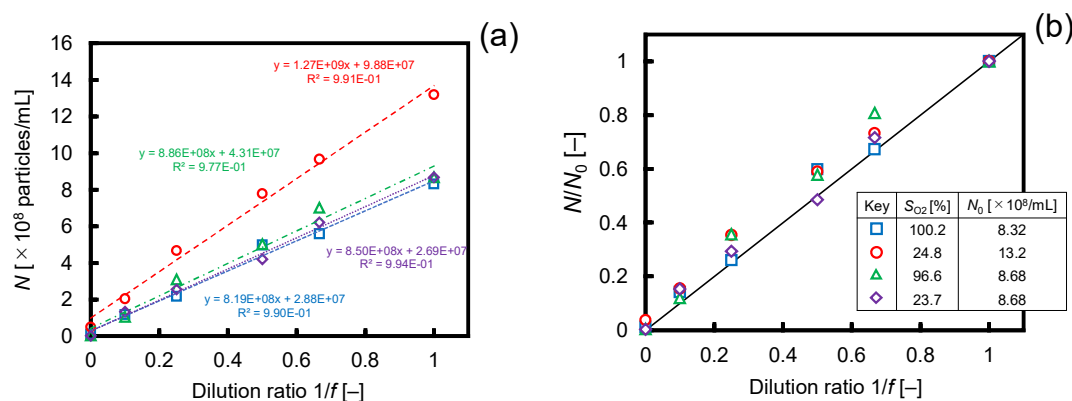 (a)
16
14
12
10
8
6
4
2
0
N [ × 10⁸ particles/mL]
y = 1.27E+09x + 9.88E+07
R² = 9.91E-01
y = 8.86E+08x + 4.31E+07
R² = 9.77E-01
y = 8.50E+08x + 2.69E+07
R² = 9.94E-01
y = 8.19E+08x + 2.88E+07
R² = 9.90E-01
0 0.2 0.4 0.6 0.8 1
Dilution ratio 1/f [–]
(b)
1
0.8
0.6
0.4
0.2
0
N/N₀ [–]
Key S_O2 [%] N₀ [ × 10⁸/mL]
100.2 8.32
24.8 13.2
96.6 8.68
23.7 8.68
0 0.2 0.4 0.6 0.8 1
Dilution ratio 1/f [–]